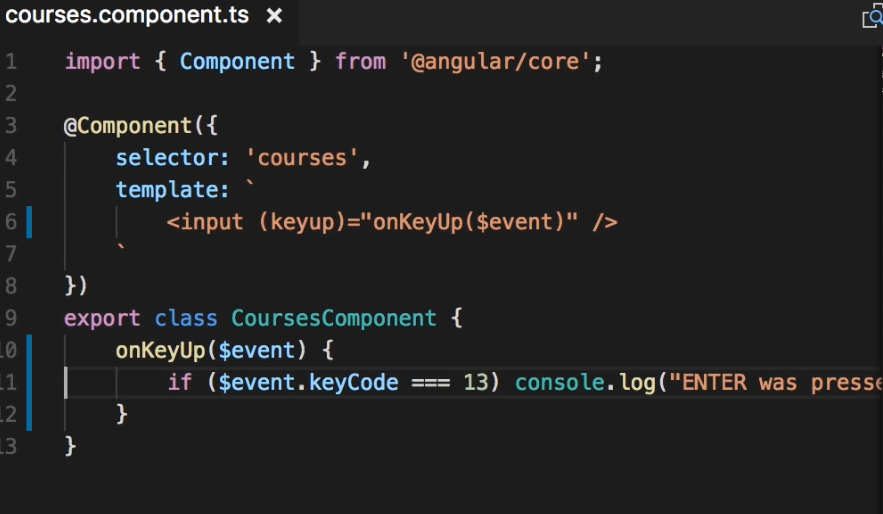 courses.component.ts ×
1 import { Component } from '@angular/core';
2
3 @Component({
4 selector: 'courses',
5 template: `
6 <input (keyup)="onKeyUp($event)" />
7 `
8 })
9 export class CoursesComponent {
10 onKeyUp($event) {
11 if ($event.keyCode === 13) console.log("ENTER was presse
12 }
13 }